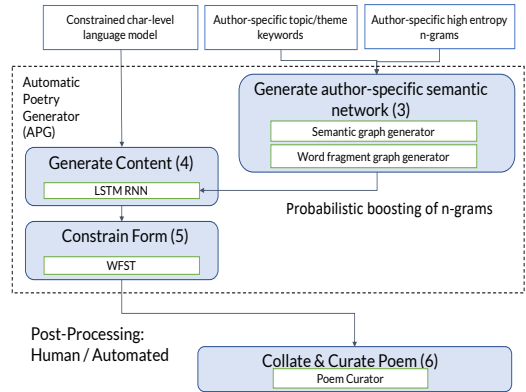 Constrained char-level
language model
Author-specific topic/theme
keywords
Author-specific high entropy
n-grams
Automatic
Poetry
Generator
(APG)
Generate author-specific semantic
network (3)
Semantic graph generator
Word fragment graph generator
Generate Content (4)
LSTM RNN
Probabilistic boosting of n-grams
Constrain Form (5)
WFST
Post-Processing:
Human / Automated
Collate & Curate Poem (6)
Poem Curator